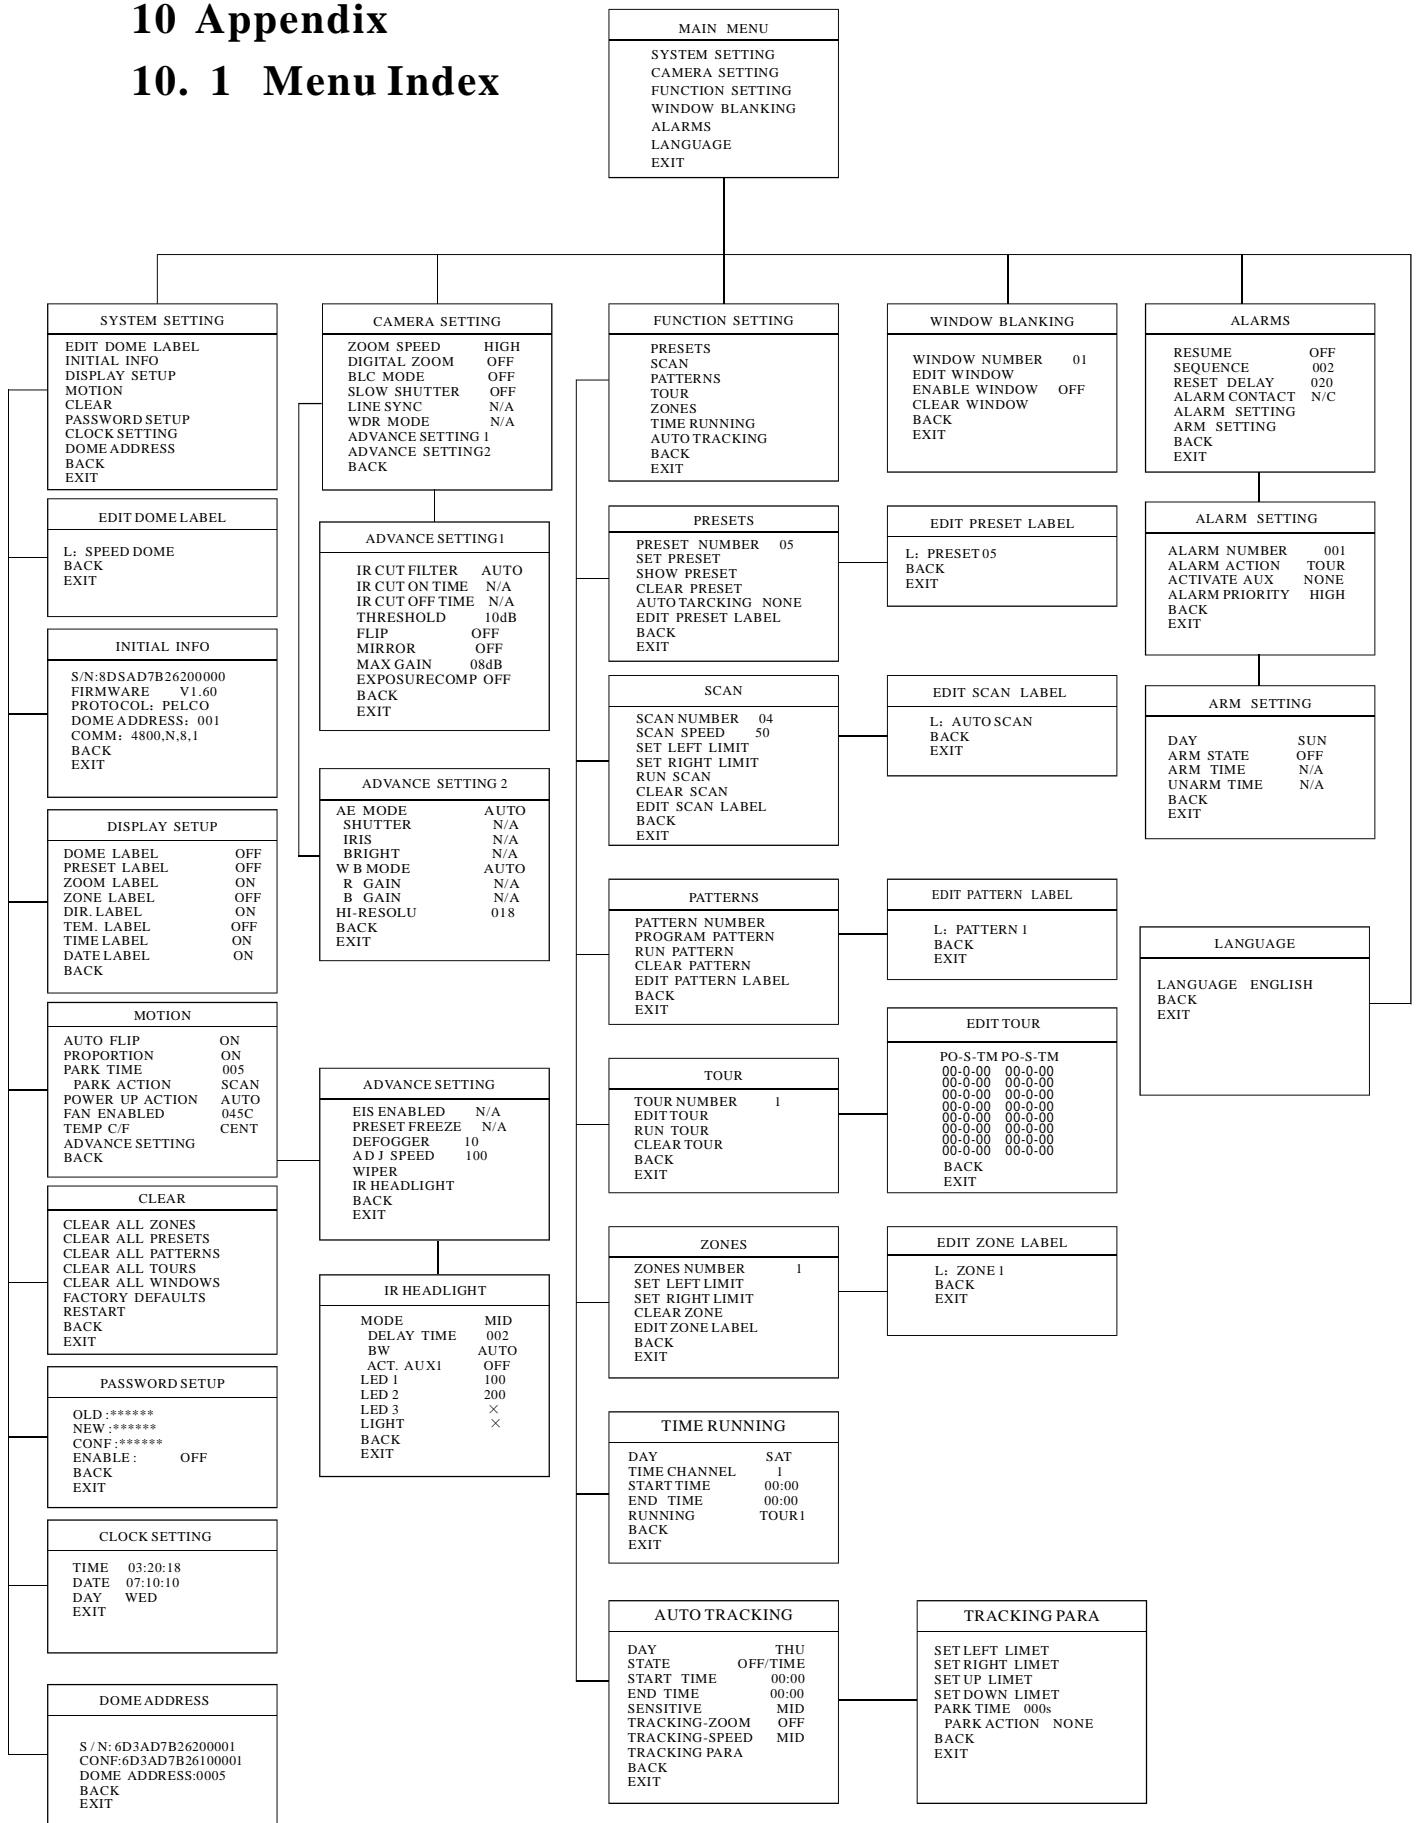 10 Appendix
10. 1 Menu Index
MAIN MENU
SYSTEM SETTING
CAMERA SETTING
FUNCTION SETTING
WINDOW BLANKING
ALARMS
LANGUAGE
EXIT
SYSTEM SETTING
EDIT DOME LABEL
INITIAL INFO
DISPLAY SETUP
MOTION
CLEAR
PASSWORD SETUP
CLOCK SETTING
DOME ADDRESS
BACK
EXIT
EDIT DOME LABEL
L: SPEED DOME
BACK
EXIT
INITIAL INFO
S/N:8DSAD7B26200000
FIRMWARE V1.60
PROTOCOL: PELCO
DOME ADDRESS: 001
COMM: 4800,N,8,1
BACK
EXIT
DISPLAY SETUP
DOME LABEL OFF
PRESET LABEL OFF
ZOOM LABEL ON
ZONE LABEL OFF
DIR. LABEL ON
TEM. LABEL OFF
TIME LABEL ON
DATE LABEL ON
BACK
MOTION
AUTO FLIP ON
PROPORTION ON
PARK TIME 005
PARK ACTION SCAN
POWER UP ACTION AUTO
FAN ENABLED 045C
TEMP C/F CENT
ADVANCE SETTING
BACK
CLEAR
CLEAR ALL ZONES
CLEAR ALL PRESETS
CLEAR ALL PATTERNS
CLEAR ALL TOURS
CLEAR ALL WINDOWS
FACTORY DEFAULTS
RESTART
BACK
EXIT
PASSWORD SETUP
OLD :******
NEW :******
CONF :******
ENABLE : OFF
BACK
EXIT
CLOCK SETTING
TIME 03:20:18
DATE 07:10:10
DAY WED
EXIT
DOME ADDRESS
S / N: 6D3AD7B26200001
CONF:6D3AD7B26100001
DOME ADDRESS:0005
BACK
EXIT
CAMERA SETTING
ZOOM SPEED HIGH
DIGITAL ZOOM OFF
BLC MODE OFF
SLOW SHUTTER OFF
LINE SYNC N/A
WDR MODE N/A
ADVANCE SETTING 1
ADVANCE SETTING2
BACK
ADVANCE SETTING1
IR CUT FILTER AUTO
IR CUT ON TIME N/A
IR CUT OFF TIME N/A
THRESHOLD 10dB
FLIP OFF
MIRROR OFF
MAX GAIN 08dB
EXPOSURECOMP OFF
BACK
EXIT
ADVANCE SETTING 2
AE MODE AUTO
SHUTTER N/A
IRIS N/A
BRIGHT N/A
W B MODE AUTO
R GAIN N/A
B GAIN N/A
HI-RESOLU 018
BACK
EXIT
ADVANCE SETTING
EIS ENABLED N/A
PRESET FREEZE N/A
DEFOGGER 10
A D J SPEED 100
WIPER
IR HEADLIGHT
BACK
EXIT
IR HEADLIGHT
MODE MID
DELAY TIME 002
BW AUTO
ACT. AUX1 OFF
LED 1 100
LED 2 200
LED 3 ×
LIGHT ×
BACK
EXIT
FUNCTION SETTING
PRESETS
SCAN
PATTERNS
TOUR
ZONES
TIME RUNNING
AUTO TRACKING
BACK
EXIT
PRESETS
PRESET NUMBER 05
SET PRESET
SHOW PRESET
CLEAR PRESET
AUTO TARCKING NONE
EDIT PRESET LABEL
BACK
EXIT
EDIT PRESET LABEL
L: PRESET 05
BACK
EXIT
SCAN
SCAN NUMBER 04
SCAN SPEED 50
SET LEFT LIMIT
SET RIGHT LIMIT
RUN SCAN
CLEAR SCAN
EDIT SCAN LABEL
BACK
EXIT
EDIT SCAN LABEL
L: AUTO SCAN
BACK
EXIT
PATTERNS
PATTERN NUMBER
PROGRAM PATTERN
RUN PATTERN
CLEAR PATTERN
EDIT PATTERN LABEL
BACK
EXIT
EDIT PATTERN LABEL
L: PATTERN 1
BACK
EXIT
TOUR
TOUR NUMBER 1
EDIT TOUR
RUN TOUR
CLEAR TOUR
BACK
EXIT
EDIT TOUR
PO-S-TM PO-S-TM
00-0-00 00-0-00
00-0-00 00-0-00
00-0-00 00-0-00
00-0-00 00-0-00
00-0-00 00-0-00
00-0-00 00-0-00
00-0-00 00-0-00
00-0-00 00-0-00
BACK
EXIT
ZONES
ZONES NUMBER 1
SET LEFT LIMIT
SET RIGHT LIMIT
CLEAR ZONE
EDIT ZONE LABEL
BACK
EXIT
EDIT ZONE LABEL
L: ZONE 1
BACK
EXIT
TIME RUNNING
DAY SAT
TIME CHANNEL 1
START TIME 00:00
END TIME 00:00
RUNNING TOUR1
BACK
EXIT
AUTO TRACKING
DAY THU
STATE OFF/TIME
START TIME 00:00
END TIME 00:00
SENSITIVE MID
TRACKING-ZOOM OFF
TRACKING-SPEED MID
TRACKING PARA
BACK
EXIT
TRACKING PARA
SET LEFT LIMET
SET RIGHT LIMET
SET UP LIMET
SET DOWN LIMET
PARK TIME 000s
PARK ACTION NONE
BACK
EXIT
WINDOW BLANKING
WINDOW NUMBER 01
EDIT WINDOW
ENABLE WINDOW OFF
CLEAR WINDOW
BACK
EXIT
ALARMS
RESUME OFF
SEQUENCE 002
RESET DELAY 020
ALARM CONTACT N/C
ALARM SETTING
ARM SETTING
BACK
EXIT
ALARM SETTING
ALARM NUMBER 001
ALARM ACTION TOUR
ACTIVATE AUX NONE
ALARM PRIORITY HIGH
BACK
EXIT
ARM SETTING
DAY SUN
ARM STATE OFF
ARM TIME N/A
UNARM TIME N/A
BACK
EXIT
LANGUAGE
LANGUAGE ENGLISH
BACK
EXIT